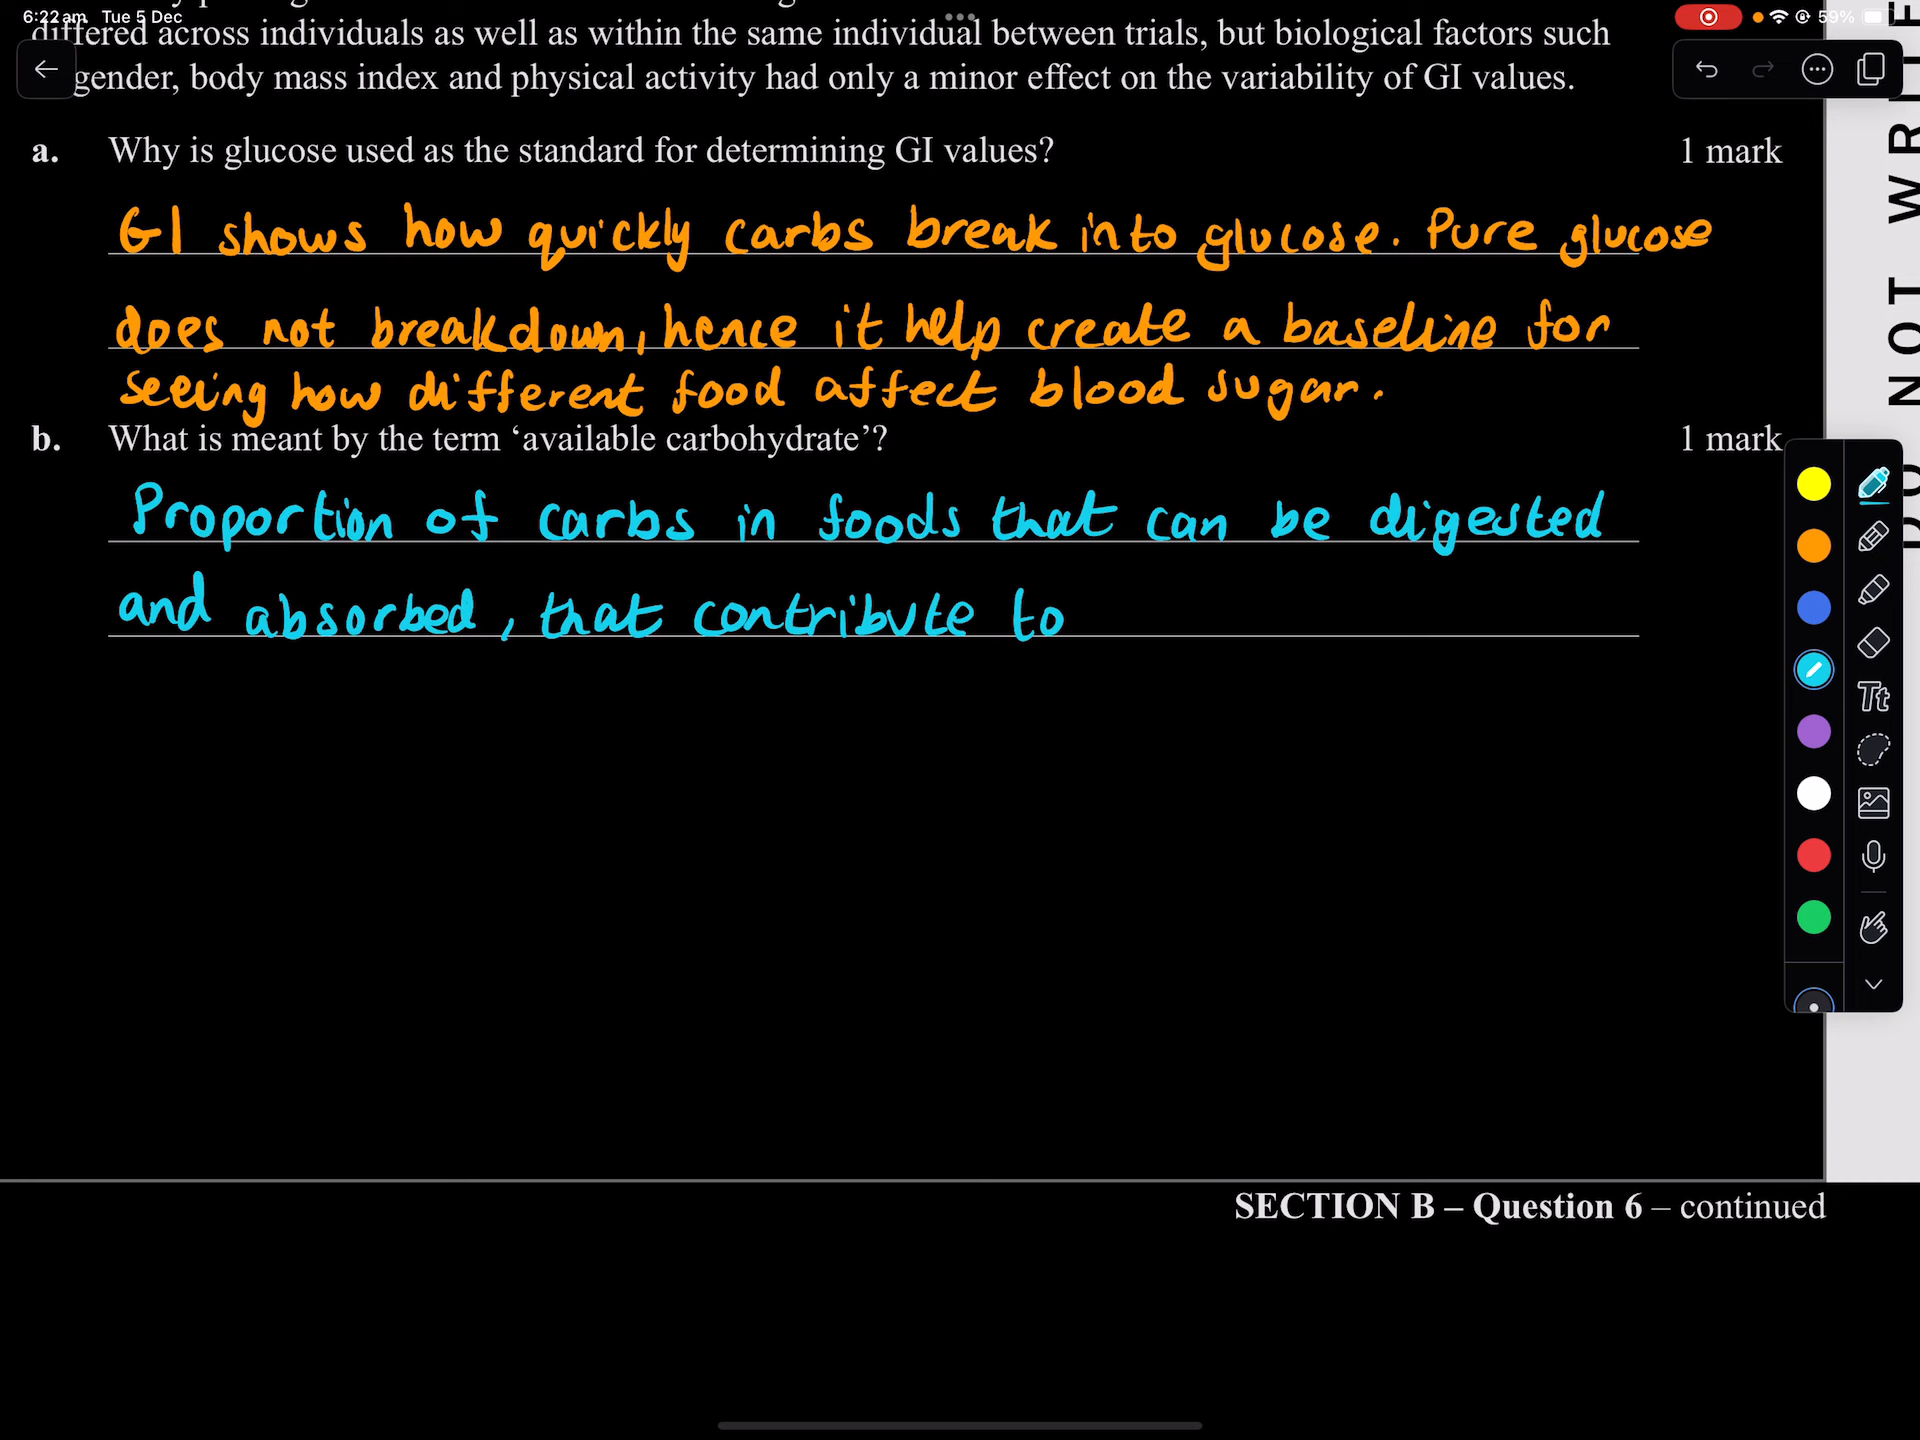 6:22 am Tue 5 Dec
59%
differed across individuals as well as within the same individual between trials, but biological factors such
gender, body mass index and physical activity had only a minor effect on the variability of GI values.
a. Why is glucose used as the standard for determining GI values? 1 mark
GI shows how quickly carbs break into glucose. Pure glucose
does not breakdown, hence it help create a baseline for
seeing how different food affect blood sugar.
b. What is meant by the term ‘available carbohydrate’? 1 mark
Proportion of carbs in foods that can be digested
and absorbed, that contribute to
Tt
DO NOT WRITE
SECTION B – Question 6 – continued